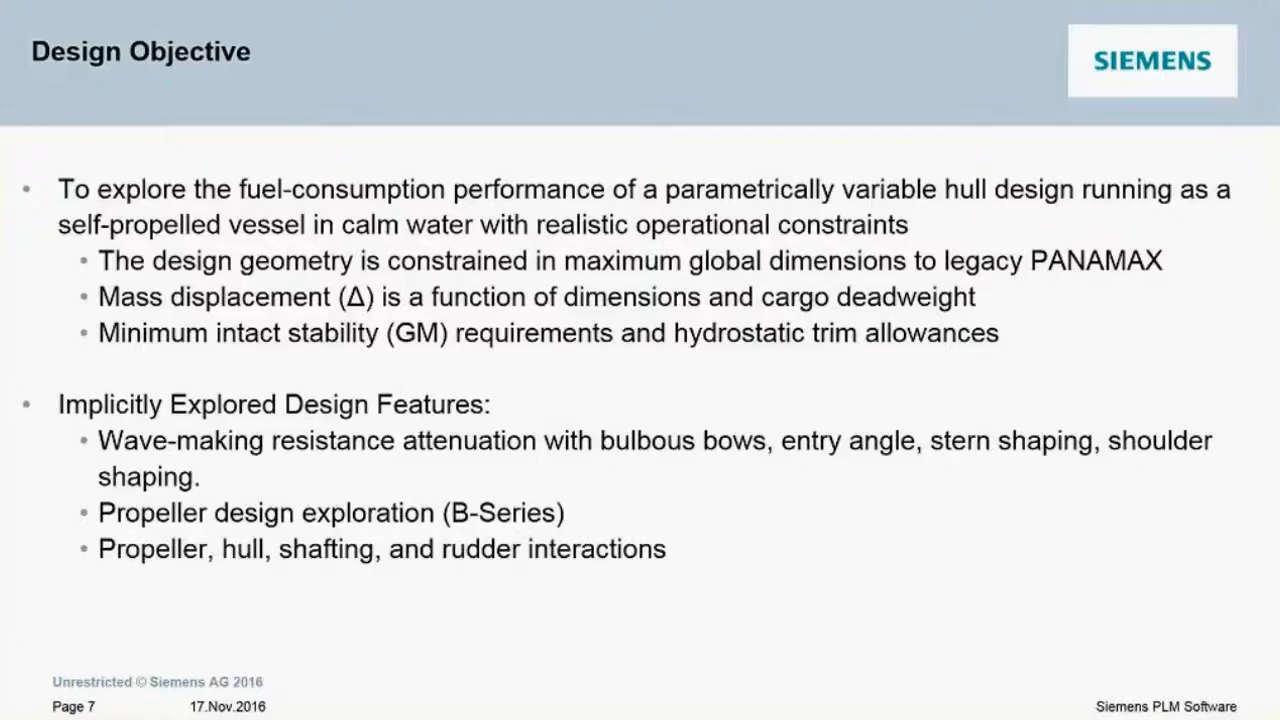 Design Objective
SIEMENS
• To explore the fuel-consumption performance of a parametrically variable hull design running as a
self-propelled vessel in calm water with realistic operational constraints
• The design geometry is constrained in maximum global dimensions to legacy PANAMAX
• Mass displacement (Δ) is a function of dimensions and cargo deadweight
• Minimum intact stability (GM) requirements and hydrostatic trim allowances
• Implicitly Explored Design Features:
• Wave-making resistance attenuation with bulbous bows, entry angle, stern shaping, shoulder
shaping.
• Propeller design exploration (B-Series)
• Propeller, hull, shafting, and rudder interactions
Unrestricted © Siemens AG 2016
Page 7 17.Nov.2016 Siemens PLM Software